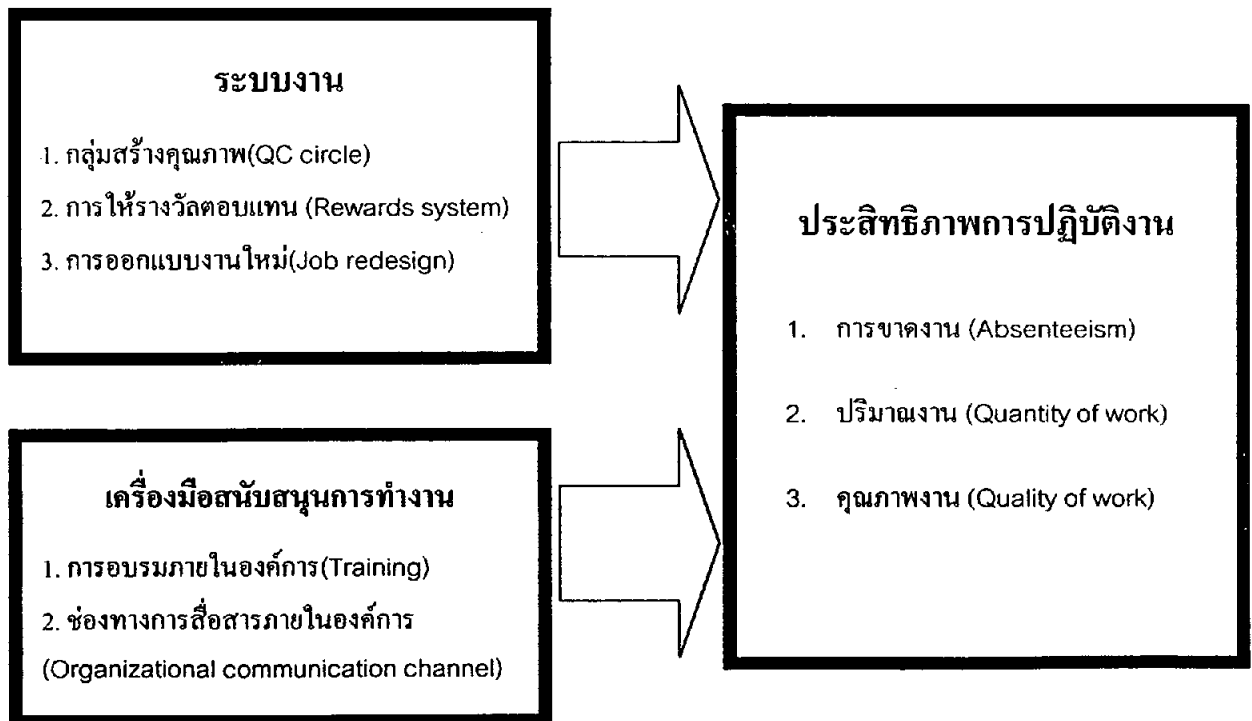 ระบบงาน
1. กลุ่มสร้างคุณภาพ(QC circle)
2. การให้รางวัลตอบแทน (Rewards system)
3. การออกแบบงานใหม่(Job redesign)
เครื่องมือสนับสนุนการทำงาน
1. การอบรมภายในองค์การ(Training)
2. ช่องทางการสื่อสารภายในองค์การ
(Organizational communication channel)
ประสิทธิภาพการปฏิบัติงาน
1. การขาดงาน (Absenteeism)
2. ปริมาณงาน (Quantity of work)
3. คุณภาพงาน (Quality of work)